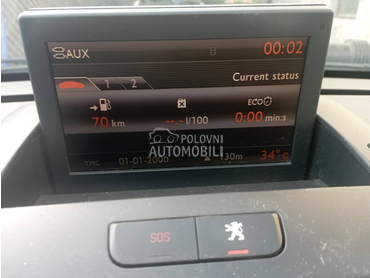 AUX 00:02
1 2
Current status
ECO
70 km --.- l/100 0:00 min:s
POLOVNI
AUTOMOBILI
TMC 01-01-2000 130m 34°C
SOS